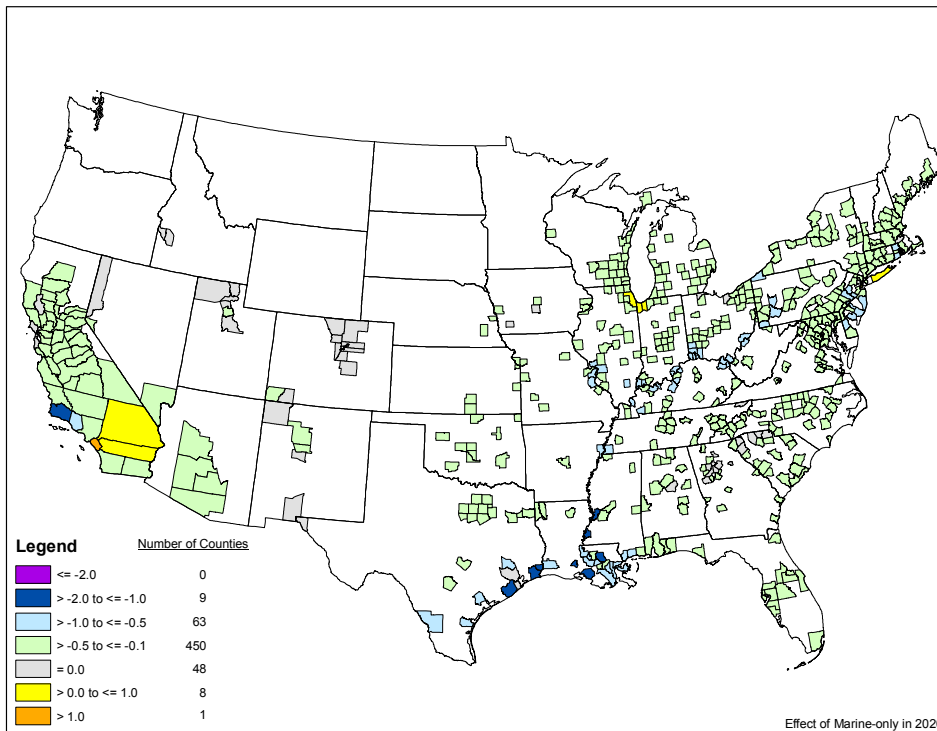 Legend Number of Counties
<= -2.0 0
> -2.0 to <= -1.0 9
> -1.0 to <= -0.5 63
> -0.5 to <= -0.1 450
= 0.0 48
> 0.0 to <= 1.0 8
> 1.0 1
Effect of Marine-only in 2020